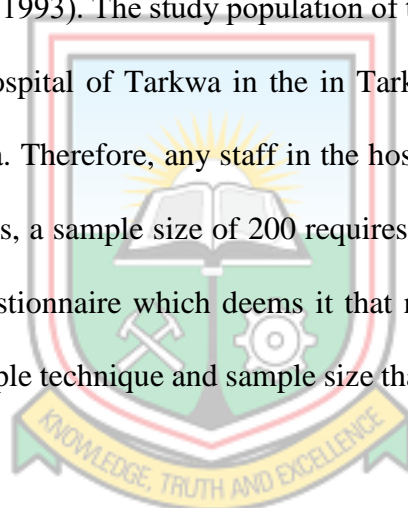 1993). The study population of t
ospital of Tarkwa in the in Tark
a. Therefore, any staff in the hos
s, a sample size of 200 requires
estionnaire which deems it that
ple technique and sample size tha
KNOWLEDGE, TRUTH AND EXCELLENCE